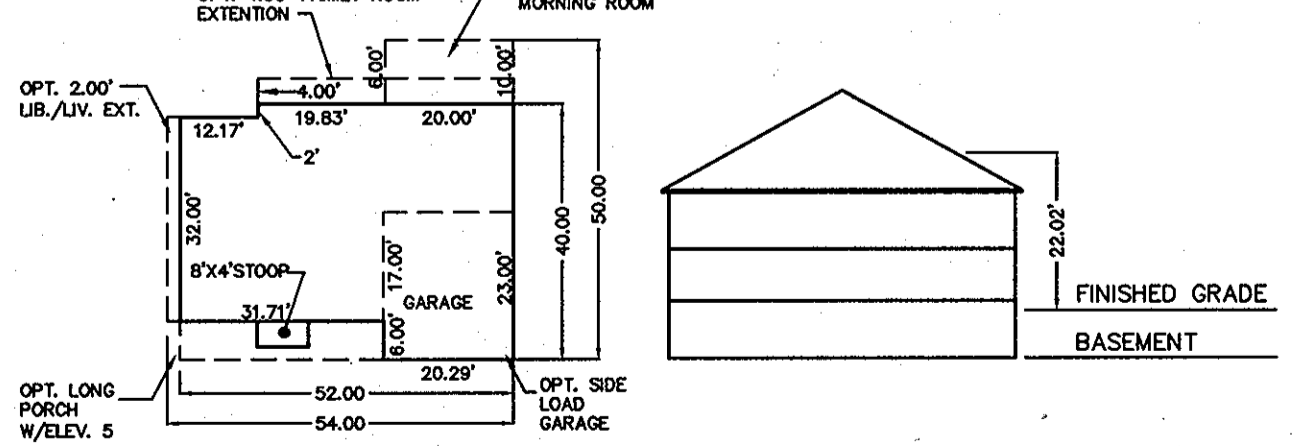 EXTENTION
MORNING ROOM
OPT. 2.00'
LIB./LIV. EXT.
6.00'
10.00'
4.00'
12.17'
19.83'
20.00'
2'
32.00'
8'X4'STOOP
31.71'
17.00'
GARAGE
6.00'
23.00'
40.00
50.00
20.29'
52.00
54.00
OPT. LONG
PORCH
W/ELEV. 5
OPT. SIDE
LOAD
GARAGE
22.02'
FINISHED GRADE
BASEMENT